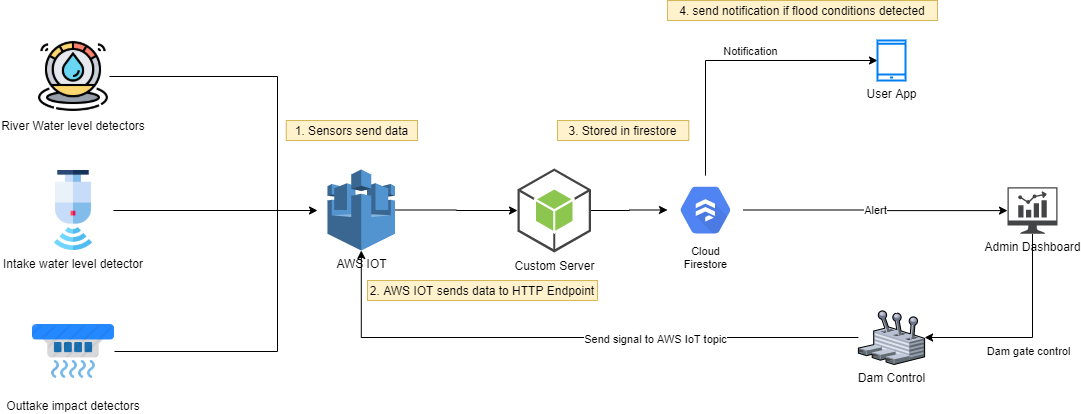 4. send notification if flood conditions detected
Notification
User App
River Water level detectors
1. Sensors send data
3. Stored in firestore
Intake water level detector
AWS IOT
Custom Server
Cloud
Firestore
Alert
Admin Dashboard
2. AWS IOT sends data to HTTP Endpoint
Send signal to AWS IoT topic
Dam gate control
Dam Control
Outtake impact detectors